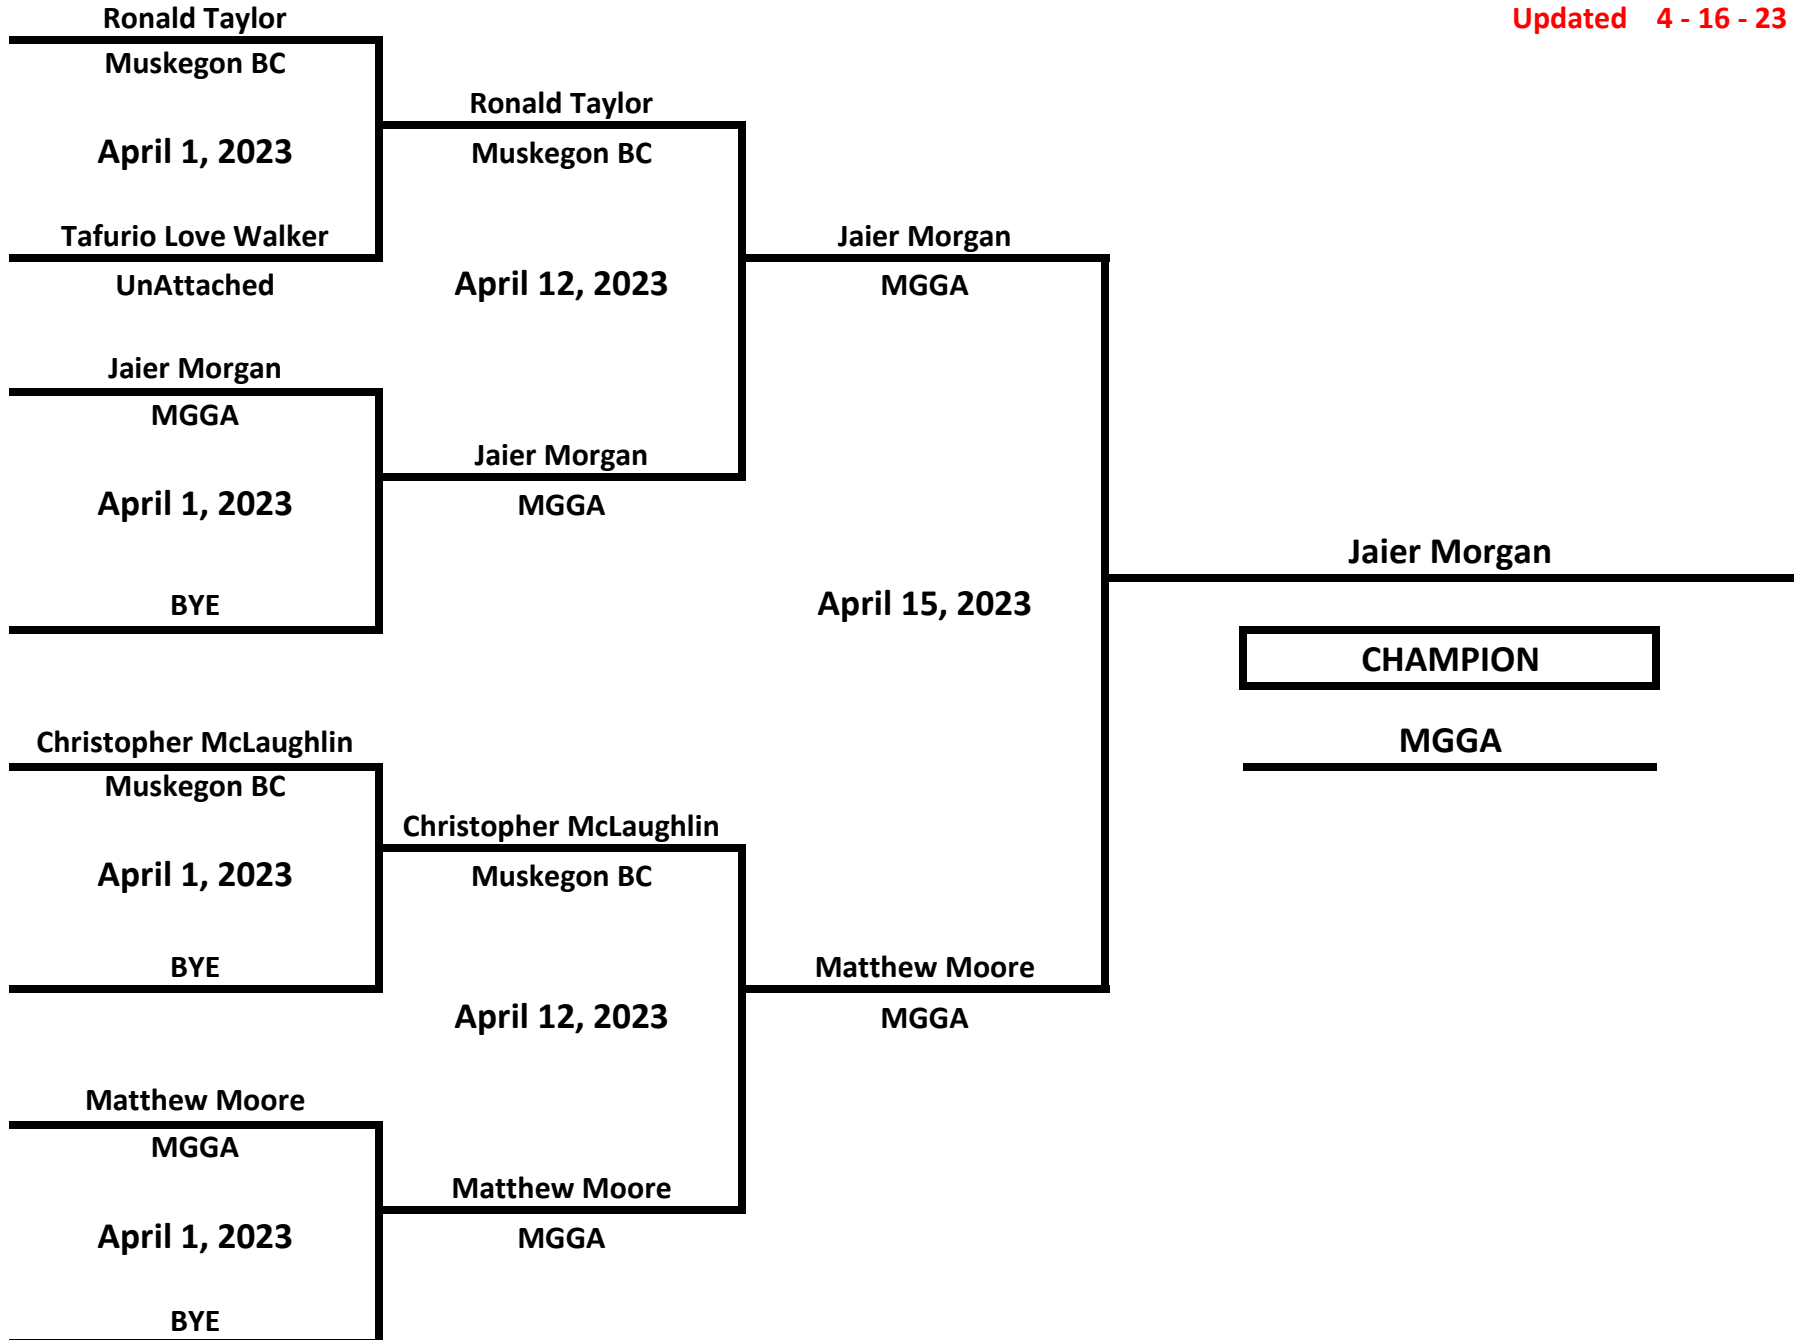 Ronald Taylor
Updated 4 - 16 - 23
Muskegon BC
Ronald Taylor
April 1, 2023
Muskegon BC
Tafurio Love Walker
Jaier Morgan
UnAttached
April 12, 2023
MGGA
Jaier Morgan
MGGA
Jaier Morgan
April 1, 2023
MGGA
Jaier Morgan
BYE
April 15, 2023
CHAMPION
Christopher McLaughlin
MGGA
Muskegon BC
Christopher McLaughlin
April 1, 2023
Muskegon BC
BYE
Matthew Moore
April 12, 2023
MGGA
Matthew Moore
MGGA
Matthew Moore
April 1, 2023
MGGA
BYE